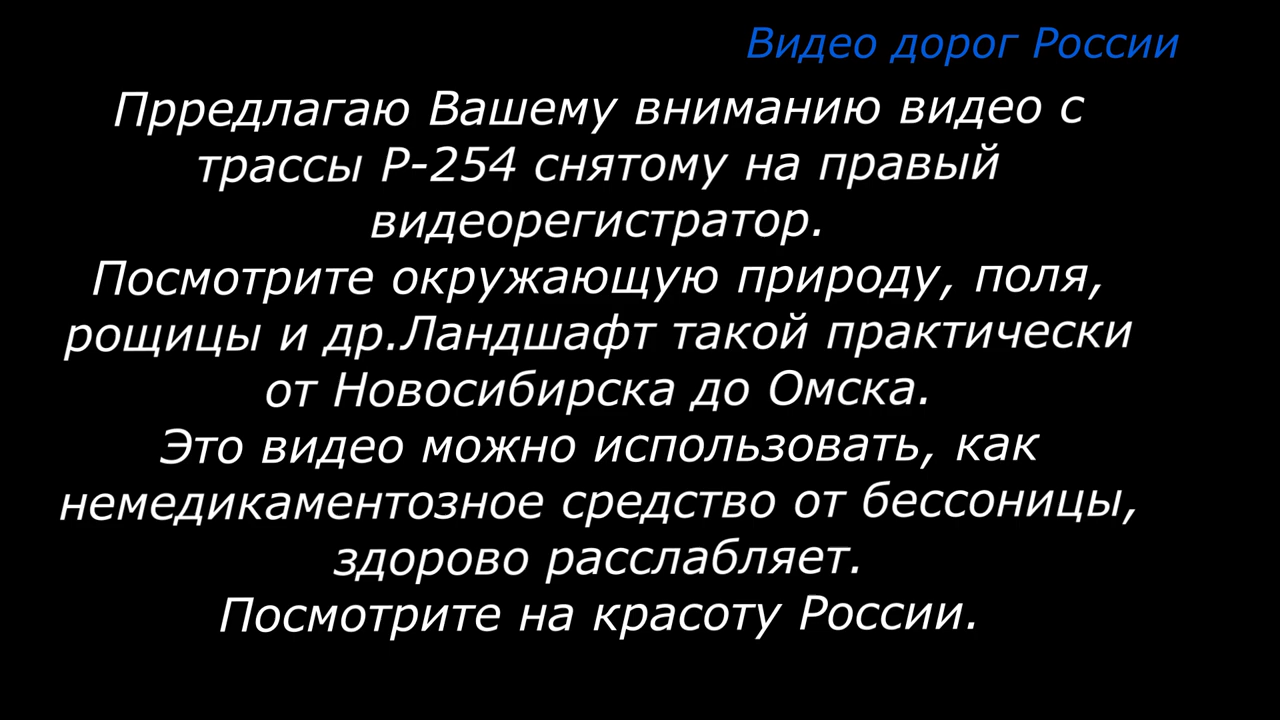 Видео дорог России
Прредлагаю Вашему вниманию видео с
трассы Р-254 снятому на правый
видеорегистратор.
Посмотрите окружающую природу, поля,
рощицы и др.Ландшафт такой практически
от Новосибирска до Омска.
Это видео можно использовать, как
немедикаментозное средство от бессоницы,
здорово расслабляет.
Посмотрите на красоту России.